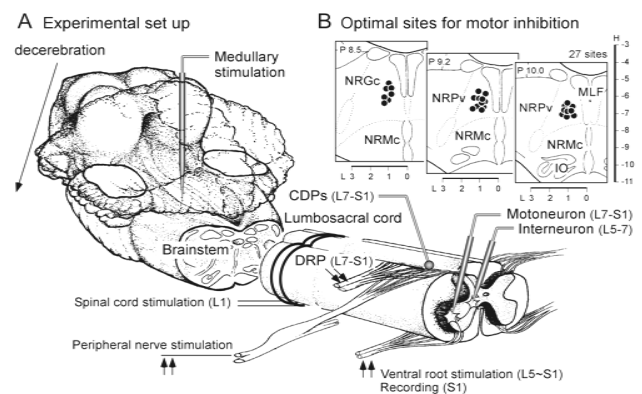 A Experimental set up
decerebration
Medullary
stimulation
Brainstem
Lumbosacral cord
CDPs (L7-S1)
DRP (L7-S1)
Motoneuron (L7-S1)
Interneuron (L5-7)
Spinal cord stimulation (L1)
Peripheral nerve stimulation
Ventral root stimulation (L5~S1)
Recording (S1)
B Optimal sites for motor inhibition
P 8.5
NRGc
NRMc
L 3 2 1 0
P 9.2
NRPv
NRMc
L 3 2 1 0
27 sites
P 10.0
MLF
NRPv
NRMc
IO
L 3 2 1 0
H
-3
-4
-5
-6
-7
-8
-9
-10
-11